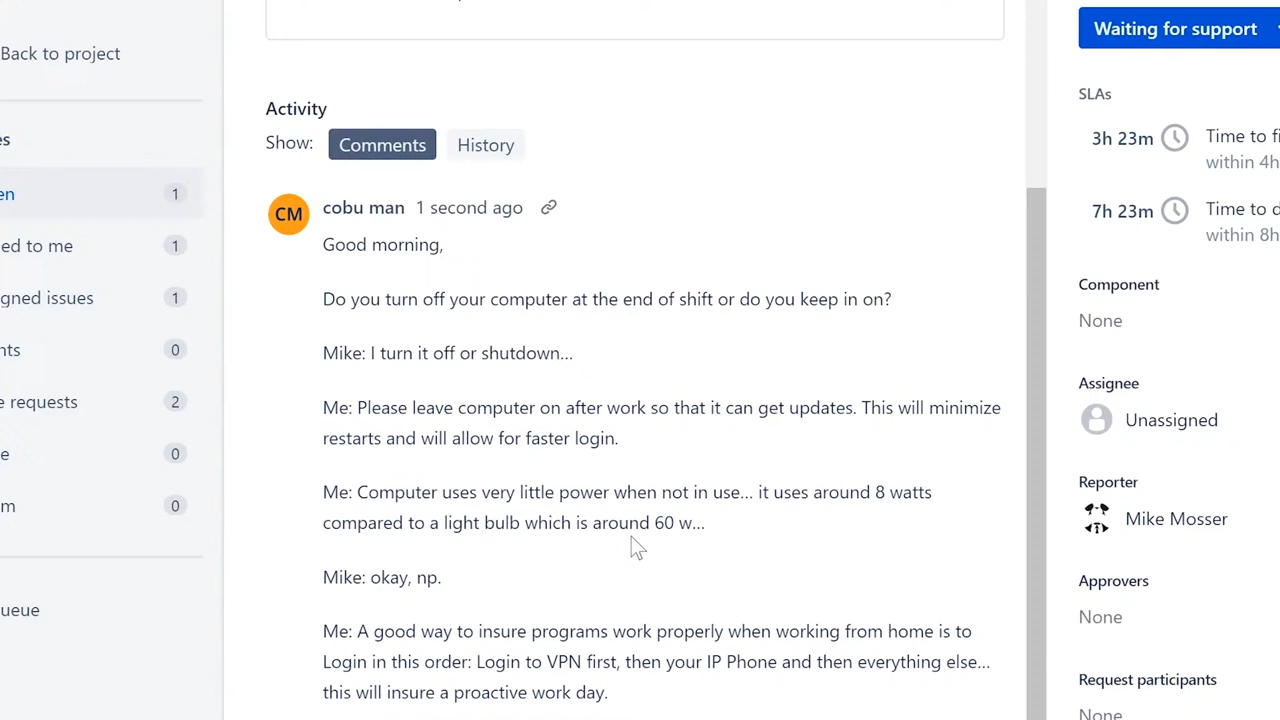 Back to project
es
en 1
ed to me 1
gned issues 1
nts 0
e requests 2
e 0
m 0
ueue
Activity
Show: Comments History
CM cobu man 1 second ago
Good morning,
Do you turn off your computer at the end of shift or do you keep in on?
Mike: I turn it off or shutdown...
Me: Please leave computer on after work so that it can get updates. This will minimize
restarts and will allow for faster login.
Me: Computer uses very little power when not in use... it uses around 8 watts
compared to a light bulb which is around 60 w...
Mike: okay, np.
Me: A good way to insure programs work properly when working from home is to
Login in this order: Login to VPN first, then your IP Phone and then everything else...
this will insure a proactive work day.
Waiting for support
SLAs
3h 23m Time to fi
within 4h
7h 23m Time to
within 8h
Component
None
Assignee
Unassigned
Reporter
Mike Mosser
Approvers
None
Request participants
None